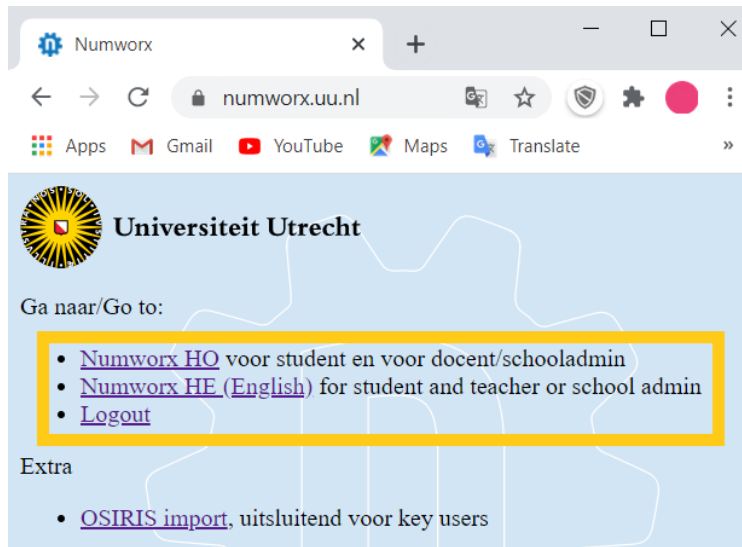 Numworx
numworx.uu.nl
Apps Gmail YouTube Maps Translate
Universiteit Utrecht
Ga naar/Go to:
Numworx HO voor student en voor docent/schooladmin
Numworx HE (English) for student and teacher or school admin
Logout
Extra
OSIRIS import, uitsluitend voor key users